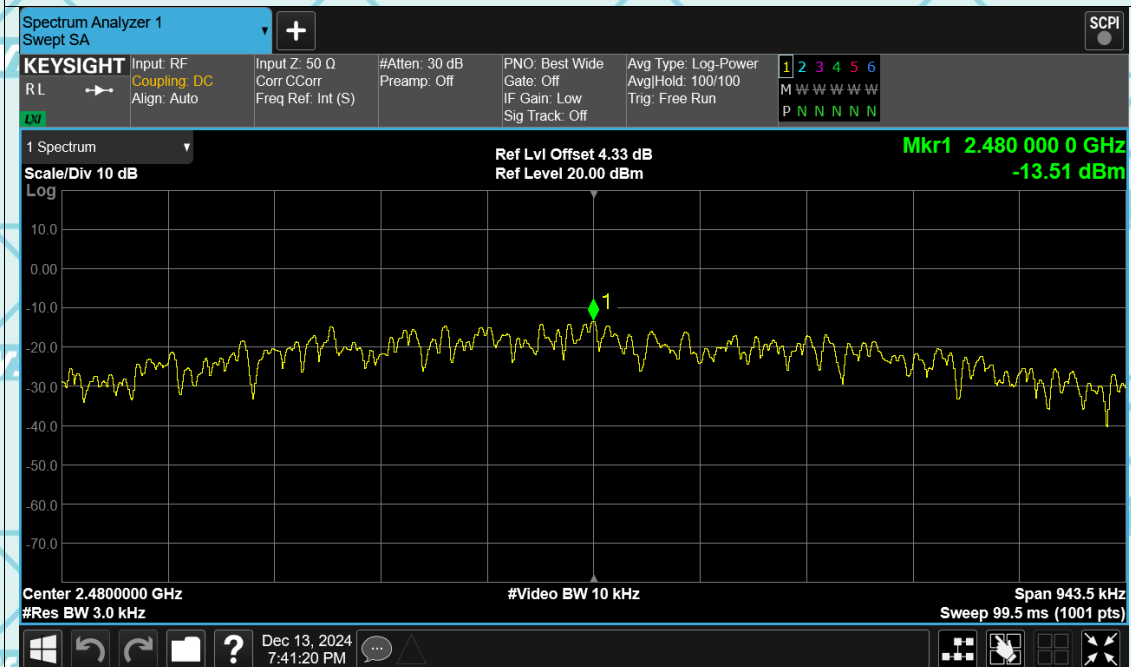 Spectrum Analyzer 1
Swept SA
+
SCPI
KEYSIGHT
R L
LXI
Input: RF
Coupling: DC
Align: Auto
Input Z: 50 Ω
Corr CCorr
Freq Ref: Int (S)
#Atten: 30 dB
Preamp: Off
PNO: Best Wide
Gate: Off
IF Gain: Low
Sig Track: Off
Avg Type: Log-Power
Avg|Hold: 100/100
Trig: Free Run
1 2 3 4 5 6
M W W W W W
P N N N N N
1 Spectrum
Scale/Div 10 dB
Log
Ref Lvl Offset 4.33 dB
Ref Level 20.00 dBm
Mkr1 2.480 000 0 GHz
-13.51 dBm
10.0
0.00
-10.0
1
-20.0
-30.0
-40.0
-50.0
-60.0
-70.0
Center 2.4800000 GHz
#Res BW 3.0 kHz
#Video BW 10 kHz
Span 943.5 kHz
Sweep 99.5 ms (1001 pts)
?
Dec 13, 2024
7:41:20 PM